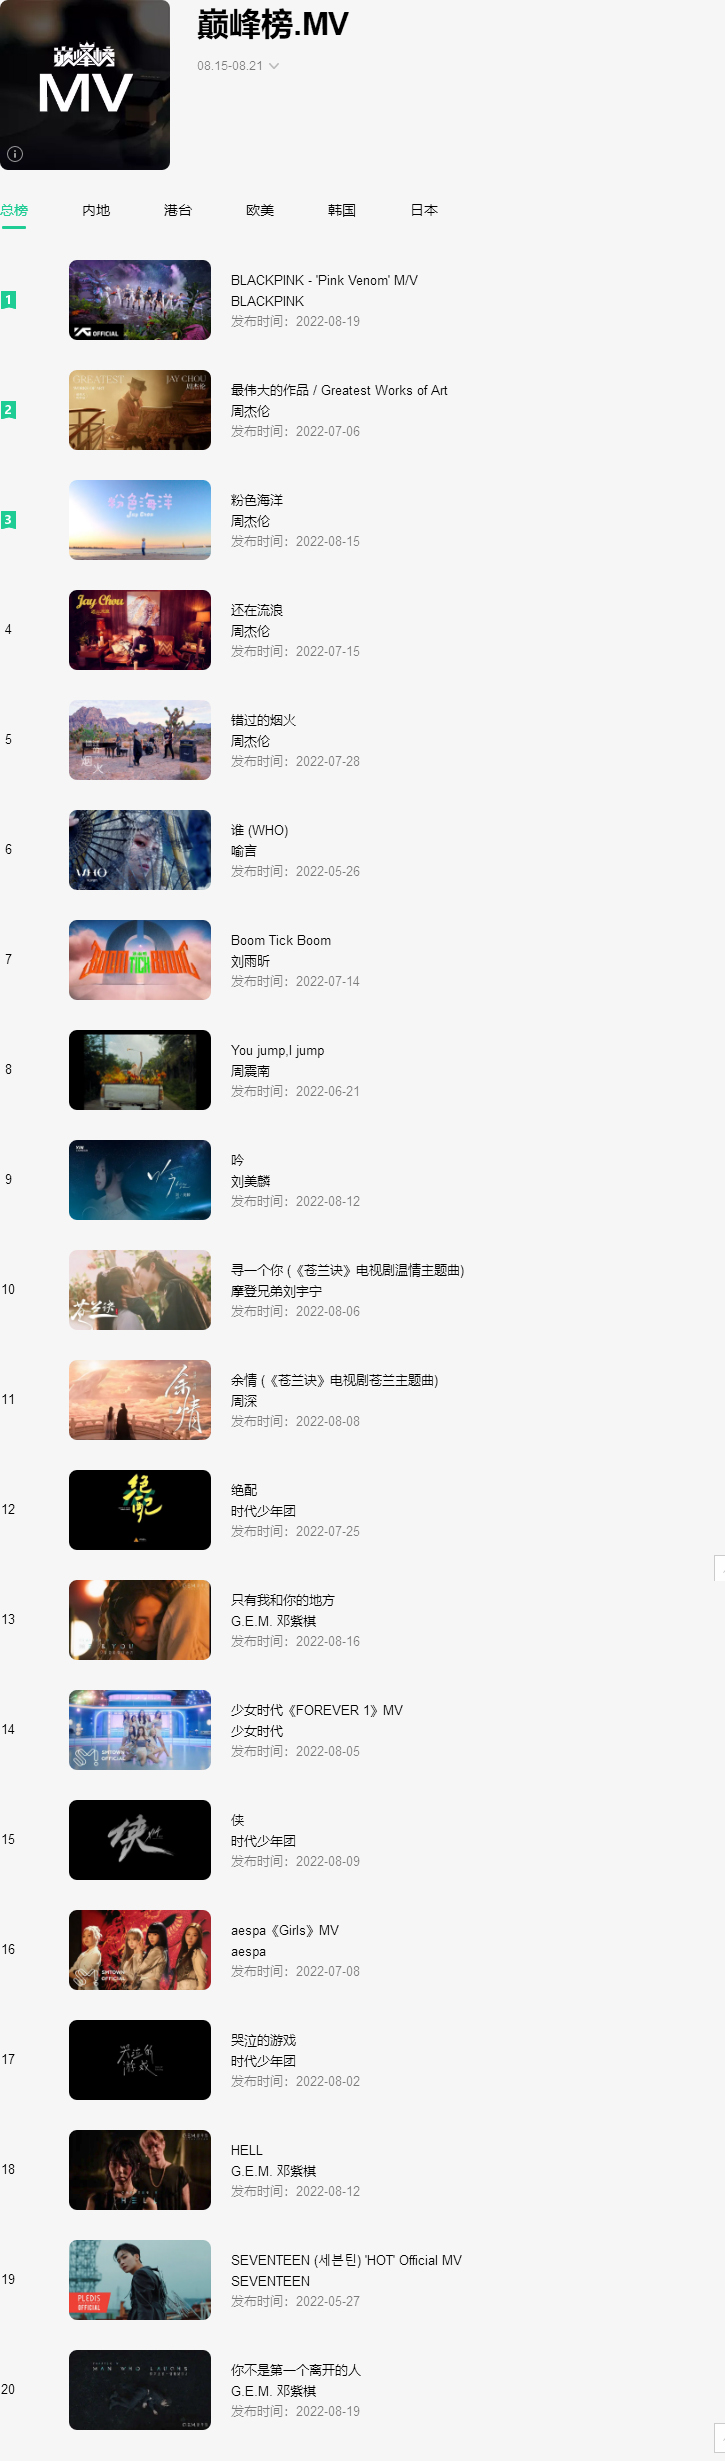 巅峰榜
MV
巅峰榜.MV
08.15-08.21
总榜
内地
港台
欧美
韩国
日本
1
YG OFFICIAL
BLACKPINK - 'Pink Venom' M/V
BLACKPINK
发布时间：2022-08-19
2
GREATEST
JAY CHOU
周杰伦
最伟大的作品 / Greatest Works of Art
周杰伦
发布时间：2022-07-06
3
粉色海洋
Jay Chou
粉色海洋
周杰伦
发布时间：2022-08-15
4
Jay Chou
还在流浪
周杰伦
发布时间：2022-07-15
5
烟火
错过的烟火
周杰伦
发布时间：2022-07-28
6
WHO
谁 (WHO)
喻言
发布时间：2022-05-26
7
BOOM TICK BOOM
Boom Tick Boom
刘雨昕
发布时间：2022-07-14
8
You jump,I jump
周震南
发布时间：2022-06-21
9
吟
吟
刘美麟
发布时间：2022-08-12
10
苍兰诀
寻一个你 (《苍兰诀》电视剧温情主题曲)
摩登兄弟刘宇宁
发布时间：2022-08-06
11
余情
余情 (《苍兰诀》电视剧苍兰主题曲)
周深
发布时间：2022-08-08
12
绝配
绝配
时代少年团
发布时间：2022-07-25
13
只有我和你的地方
G.E.M. 邓紫棋
发布时间：2022-08-16
14
SMTOWN
OFFICIAL
少女时代《FOREVER 1》MV
少女时代
发布时间：2022-08-05
15
侠
侠
时代少年团
发布时间：2022-08-09
16
SMTOWN
OFFICIAL
aespa《Girls》MV
aespa
发布时间：2022-07-08
17
哭泣的
游戏
哭泣的游戏
时代少年团
发布时间：2022-08-02
18
HELL
HELL
G.E.M. 邓紫棋
发布时间：2022-08-12
19
PLEDIS
OFFICIAL
SEVENTEEN (세븐틴) 'HOT' Official MV
SEVENTEEN
发布时间：2022-05-27
20
MAN WHO LAUGHS
你不是第一个离开的人
G.E.M. 邓紫棋
发布时间：2022-08-19